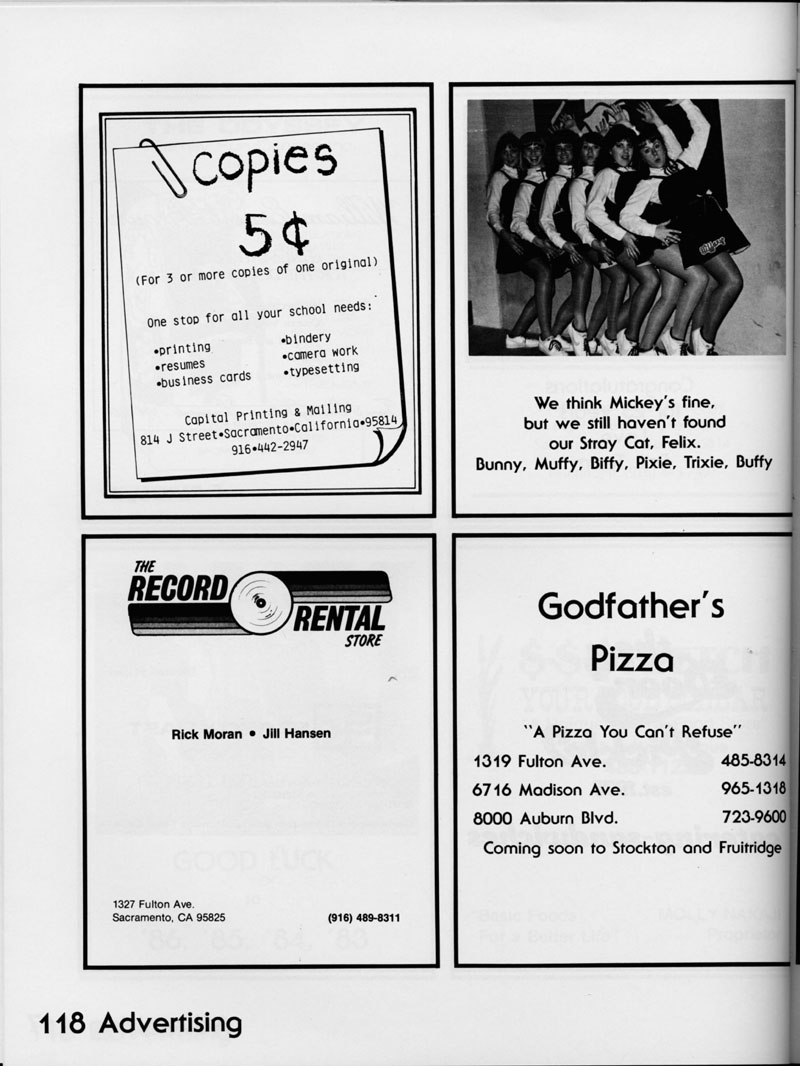 copies
5¢
(For 3 or more copies of one original)
One stop for all your school needs:
•printing
•resumes
•business cards
•bindery
•camera work
•typesetting
Capital Printing & Mailing
814 J Street•Sacramento•California•95814
916•442-2947
We think Mickey's fine,
but we still haven't found
our Stray Cat, Felix.
Bunny, Muffy, Biffy, Pixie, Trixie, Buffy
THE
RECORD
RENTAL
STORE
Rick Moran • Jill Hansen
1327 Fulton Ave.
Sacramento, CA 95825
(916) 489-8311
Godfather's
Pizza
"A Pizza You Can't Refuse"
1319 Fulton Ave. 485-8314
6716 Madison Ave. 965-1318
8000 Auburn Blvd. 723-9600
Coming soon to Stockton and Fruitridge
118 Advertising